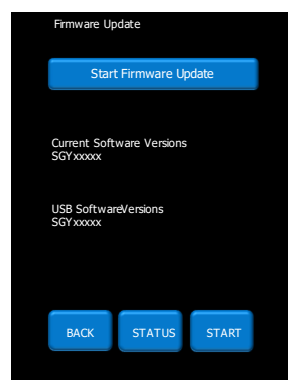 Firmware Update
Start Firmware Update
Current Software Versions
SGYxxxxx
USB SoftwareVersions
SGYxxxxx
BACK STATUS START